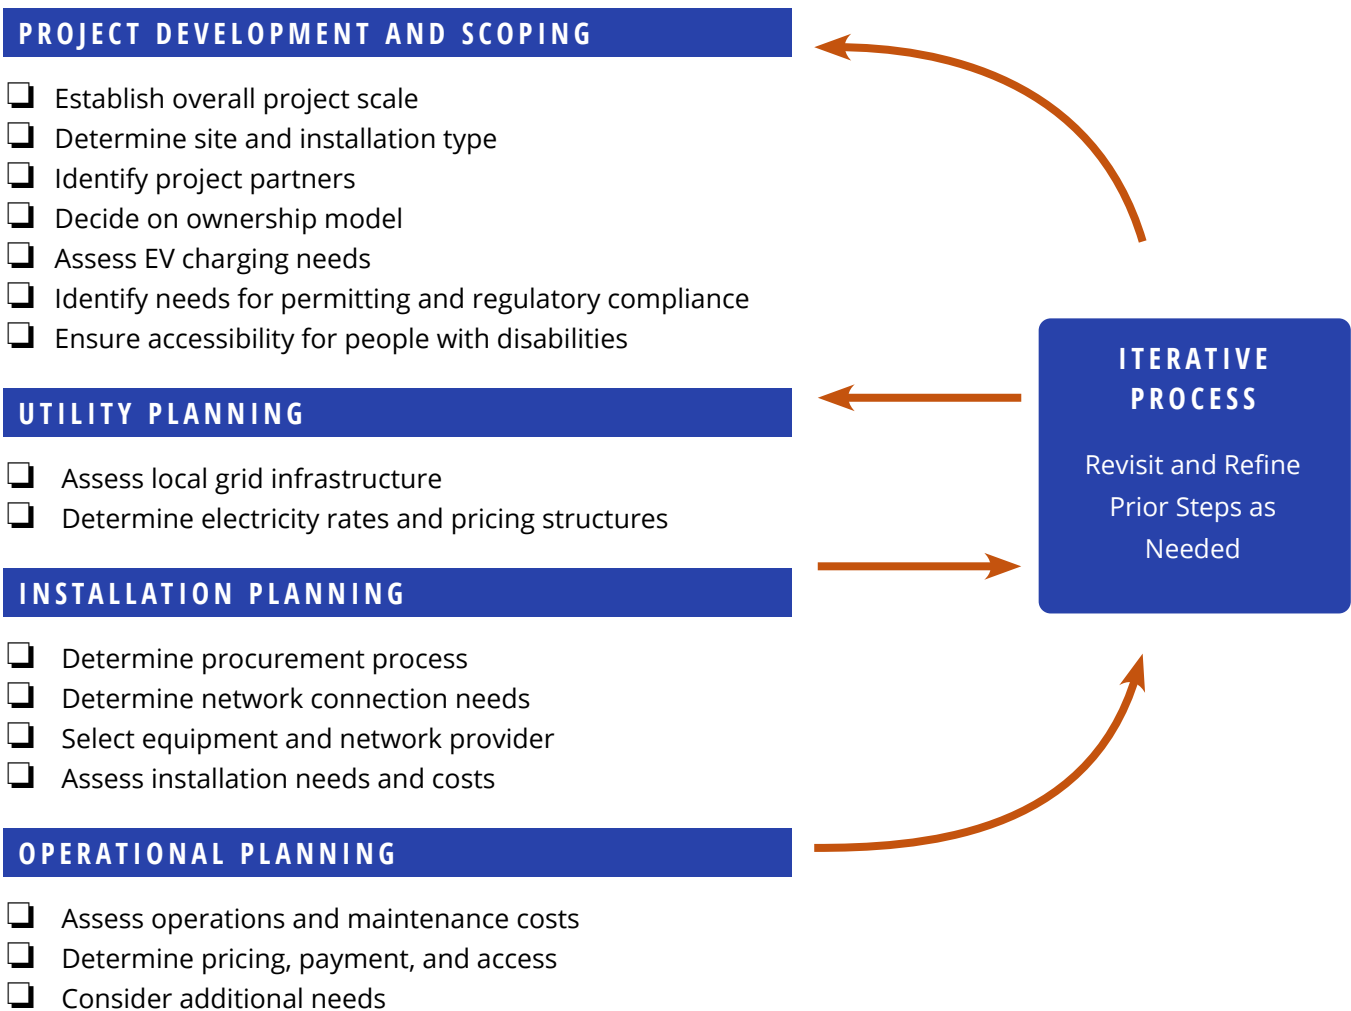 PROJECT DEVELOPMENT AND SCOPING
Establish overall project scale
Determine site and installation type
Identify project partners
Decide on ownership model
Assess EV charging needs
Identify needs for permitting and regulatory compliance
Ensure accessibility for people with disabilities
UTILITY PLANNING
Assess local grid infrastructure
Determine electricity rates and pricing structures
INSTALLATION PLANNING
Determine procurement process
Determine network connection needs
Select equipment and network provider
Assess installation needs and costs
OPERATIONAL PLANNING
Assess operations and maintenance costs
Determine pricing, payment, and access
Consider additional needs
ITERATIVE
PROCESS
Revisit and Refine
Prior Steps as
Needed